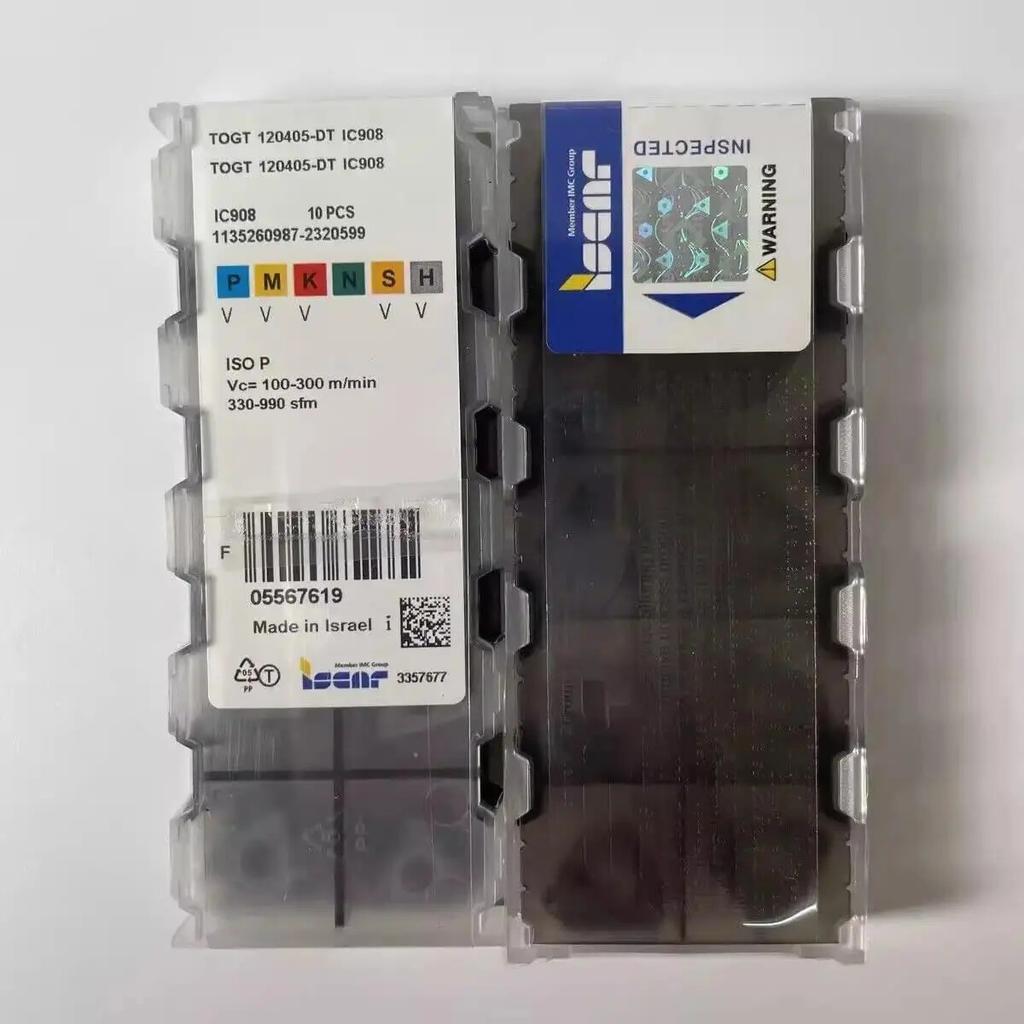 TOGT 120405-DT IC908
TOGT 120405-DT IC908
IC908 10 PCS
1135260987-2320599
P M K N S H
V V V V V
ISO P
Vc= 100-300 m/min
330-990 sfm
F
05567619
Made in Israel i
05
PP
T
Member IMC Group
iscar 3357677
PP
INSPECTED
Member IMC Group
iscar
WARNING